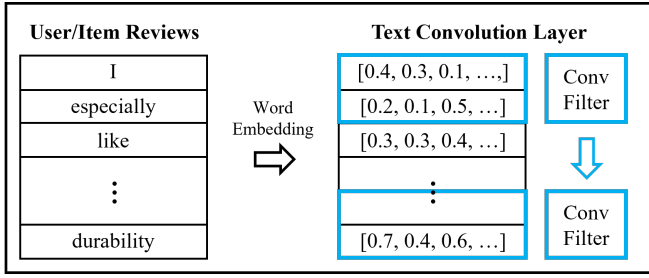 User/Item Reviews
I
especially
like
⋮
durability
Word
Embedding
Text Convolution Layer
[0.4, 0.3, 0.1, …,]
[0.2, 0.1, 0.5, …]
[0.3, 0.3, 0.4, …]
⋮
[0.7, 0.4, 0.6, …]
Conv
Filter
Conv
Filter